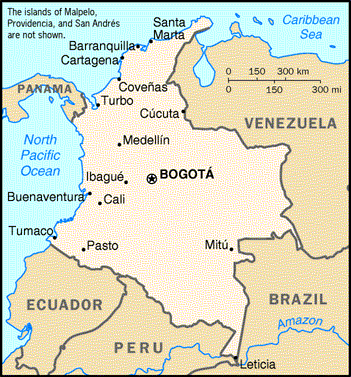 The islands of Malpelo,
Providencia, and San Andrés
are not shown.
Caribbean
Sea
Santa
Marta
Barranquilla
Cartagena
0 150 300 km
0 150 300 mi
Coveñas
PANAMA
Turbo
Cúcuta
VENEZUELA
North
Pacific
Ocean
Medellín
Ibagué
BOGOTÁ
Buenaventura
Cali
Tumaco
Pasto
Mitú
ECUADOR
BRAZIL
Amazon
PERU
Leticia